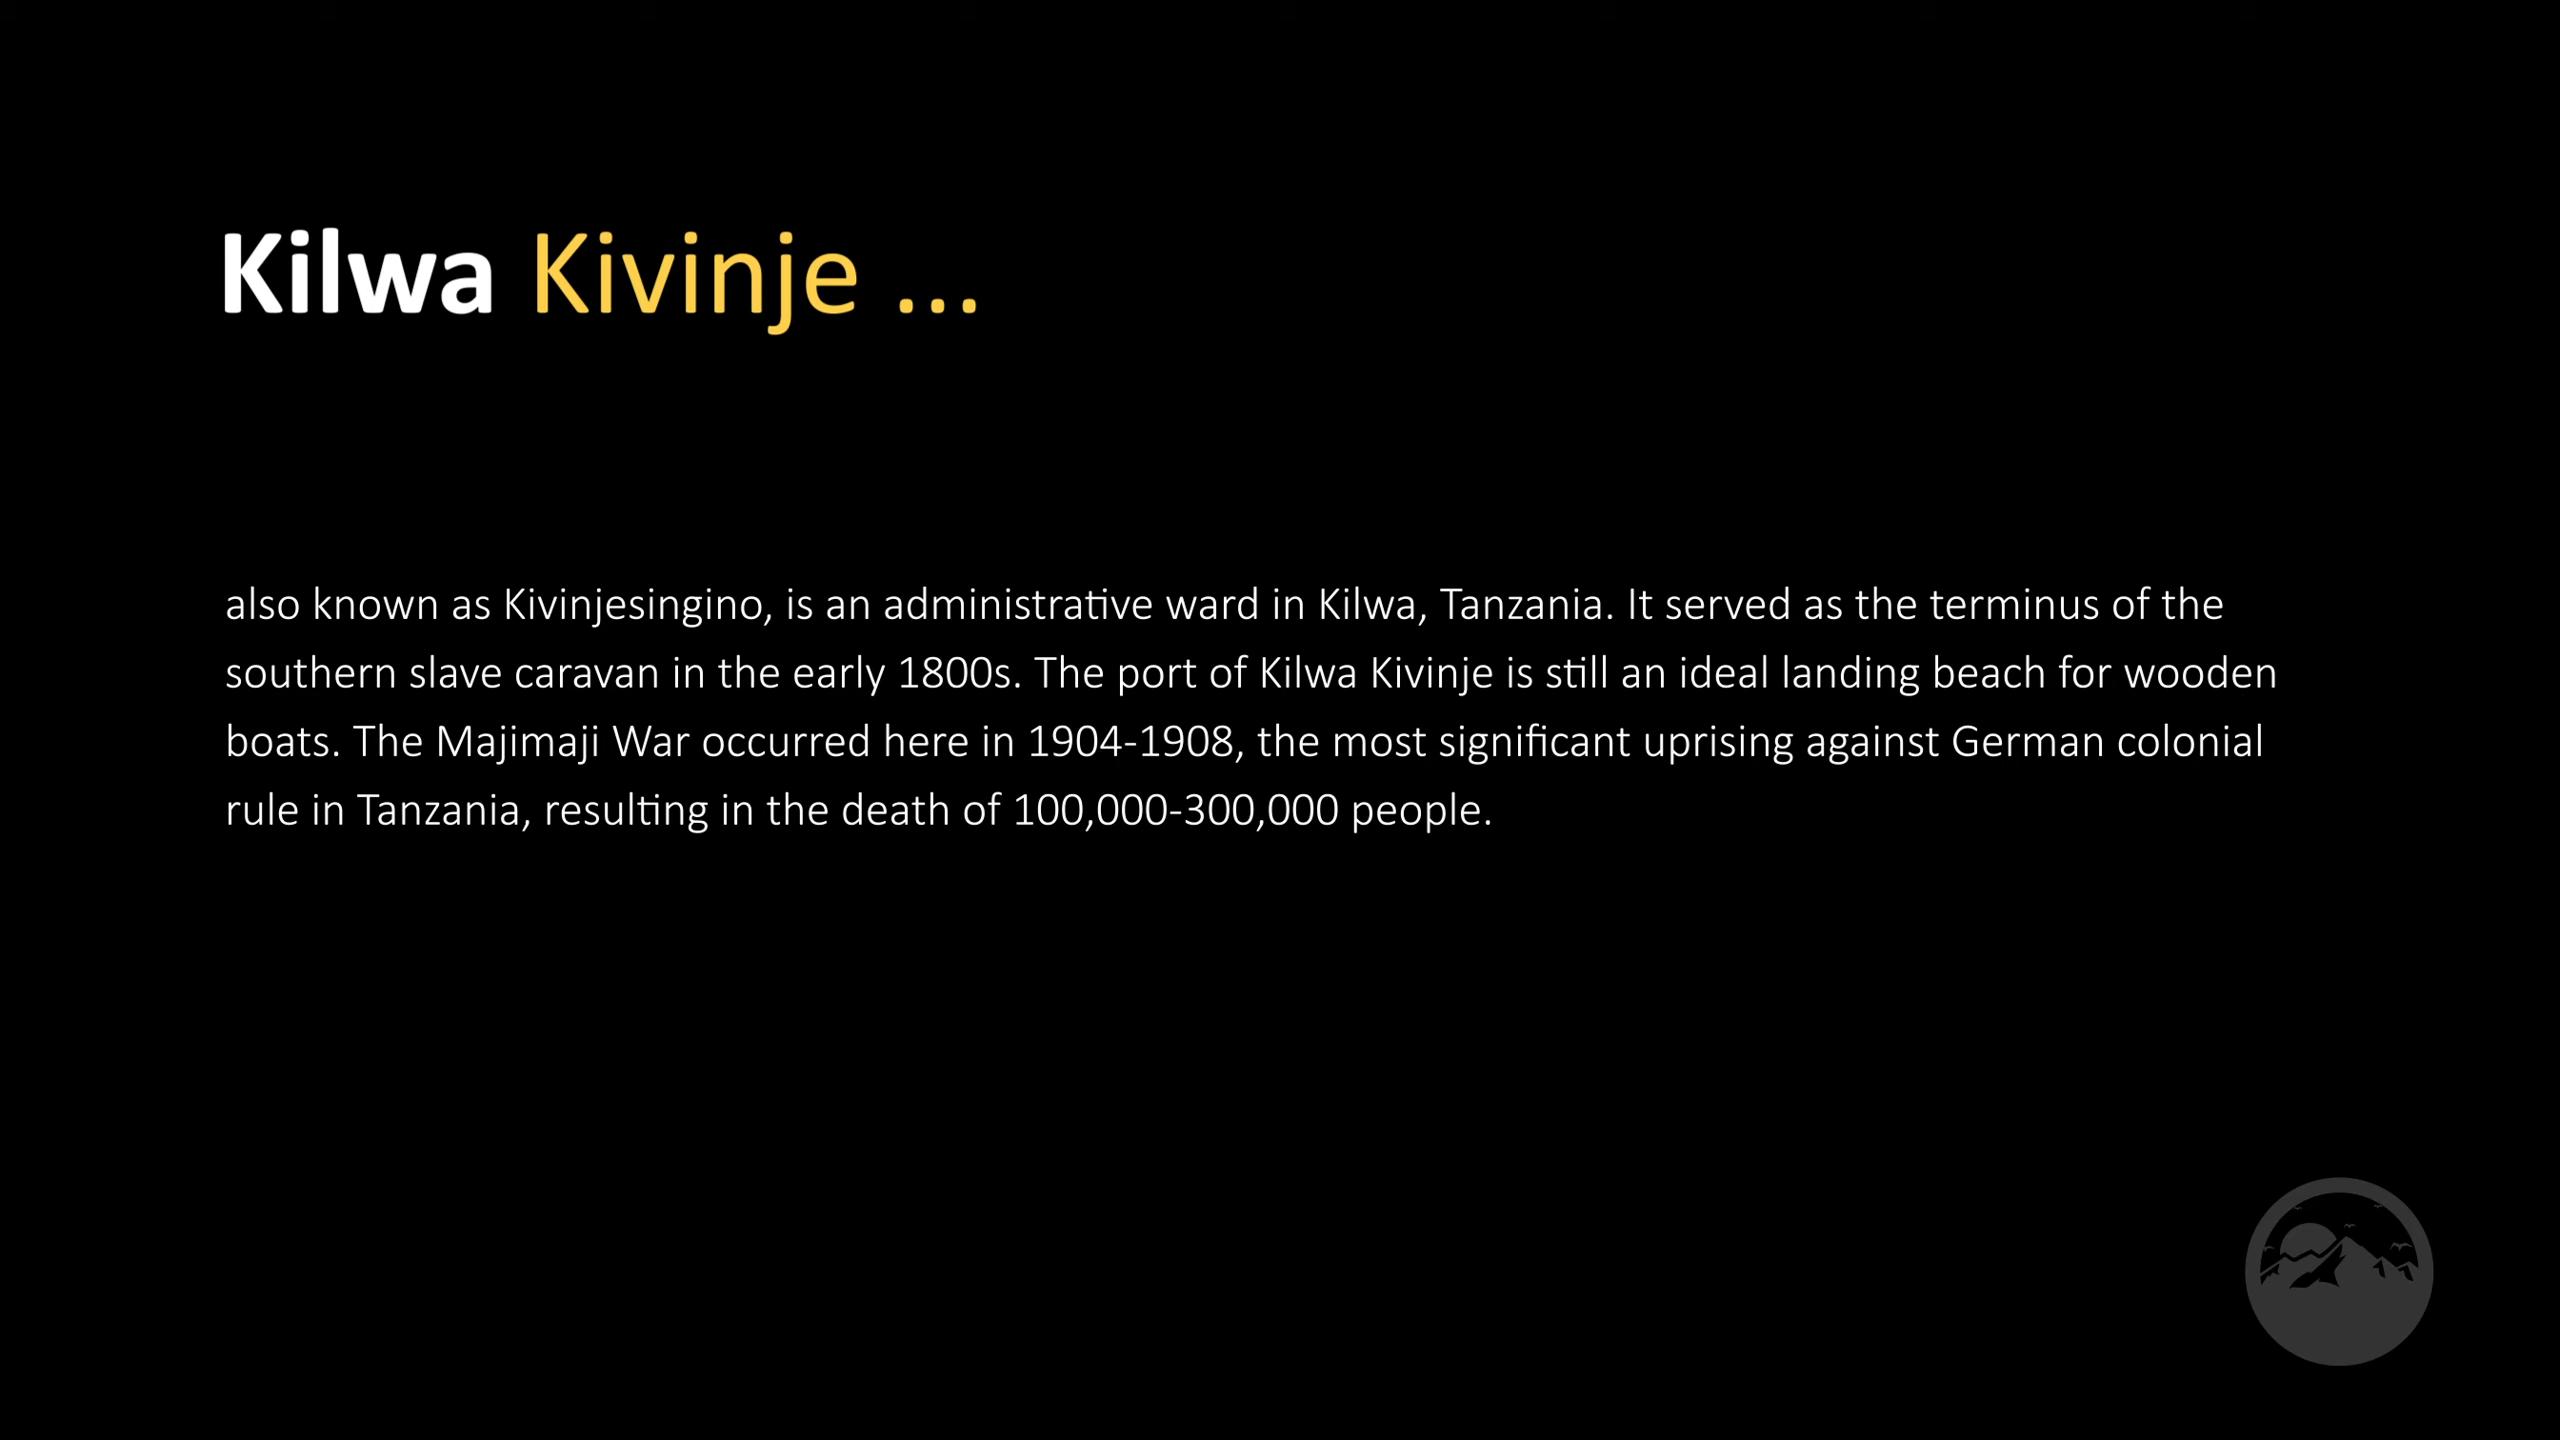 Kilwa Kivinje ...
also known as Kivinjesingino, is an administrative ward in Kilwa, Tanzania. It served as the terminus of the
southern slave caravan in the early 1800s. The port of Kilwa Kivinje is still an ideal landing beach for wooden
boats. The Majimaji War occurred here in 1904-1908, the most significant uprising against German colonial
rule in Tanzania, resulting in the death of 100,000-300,000 people.